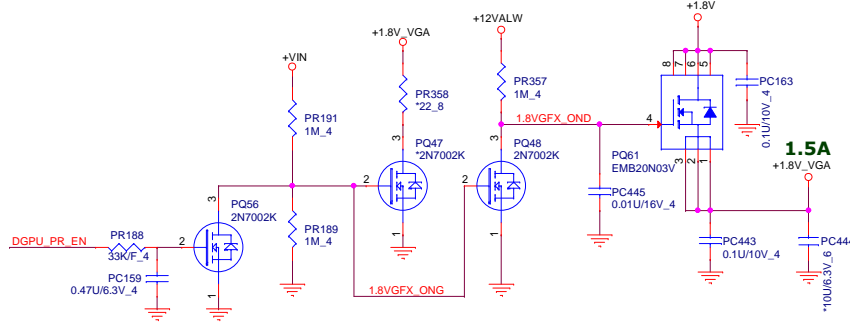 +1.8V
+12VALW
+1.8V_VGA
+VIN
8
7
6
5
PC163
0.1U/10V_4
PR358
*22_8
PR357
1M_4
PR191
1M_4
1.8VGFX_OND
4
3
PQ47
*2N7002K
3
PQ48
2N7002K
PQ61
EMB20N03V
3
2
1
1.5A
+1.8V_VGA
2
2
PC445
0.01U/16V_4
3
PQ56
2N7002K
PR189
1M_4
DGPU_PR_EN
PR188
33K/F_4
2
1
1
PC443
0.1U/10V_4
PC444
*10U/6.3V_6
PC159
0.47U/6.3V_4
1
1.8VGFX_ONG